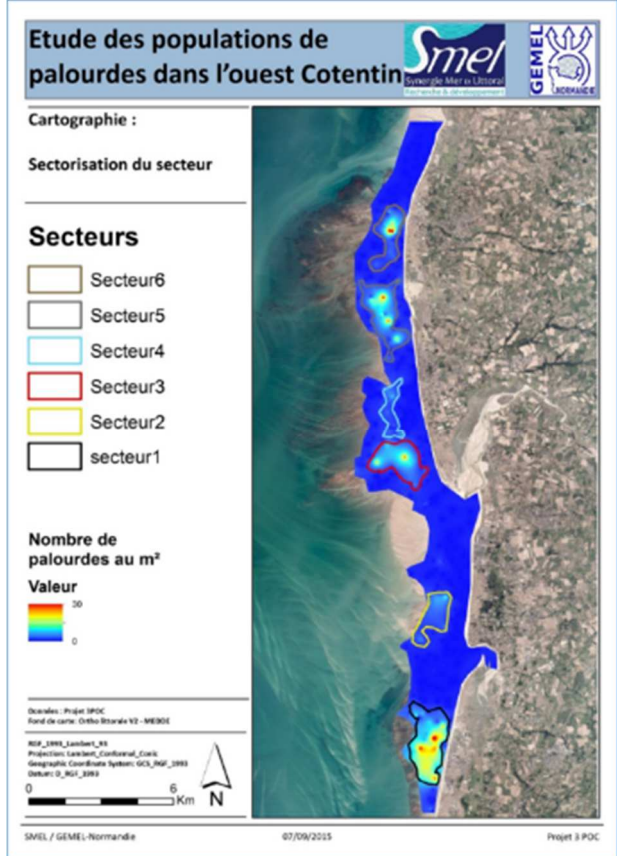 Etude des populations de
palourdes dans l'ouest Cotentin
Smel
Synergie Mer et Littoral
Recherche & développement
GEMEL
NORMANDIE
Cartographie :
Sectorisation du secteur
Secteurs
Secteur6
Secteur5
Secteur4
Secteur3
Secteur2
secteur1
Nombre de
palourdes au m²
Valeur
30
0
Données : Projet 3POC
Fond de carte: Ortho littorale V2 - MEDDE
RGF_1993_Lambert_93
Projection: Lambert_Conformal_Conic
Geographic Coordinate System: GCS_RGF_1993
Datum: D_RGF_1993
0 6
Km
N
SMEL / GEMEL-Normandie 07/09/2015 Projet 3 POC